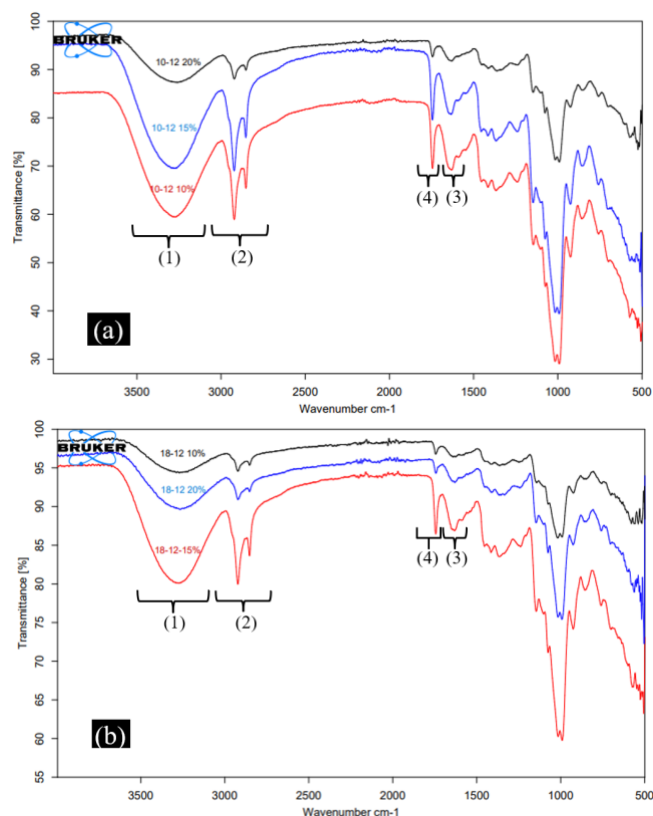 100
BRUKER
10-12 20%
90
10-12 15%
80
70
10-12 10%
(4) (3)
60
(1) (2)
50
40
(a)
30
Transmittance [%]
3500 3000 2500 2000 1500 1000 500
Wavenumber cm-1
100
BRUKER
18-12 10%
95
18-12 20%
90
18-12-15%
85
(4) (3)
80
(1) (2)
75
70
65
60
(b)
55
Transmittance [%]
3500 3000 2500 2000 1500 1000 500
Wavenumber cm-1